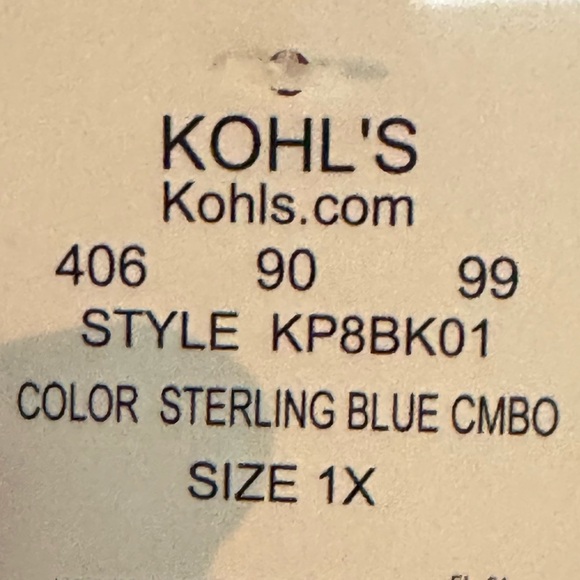 KOHL'S
Kohls.com
406 90 99
STYLE KP8BK01
COLOR STERLING BLUE CMBO
SIZE 1X